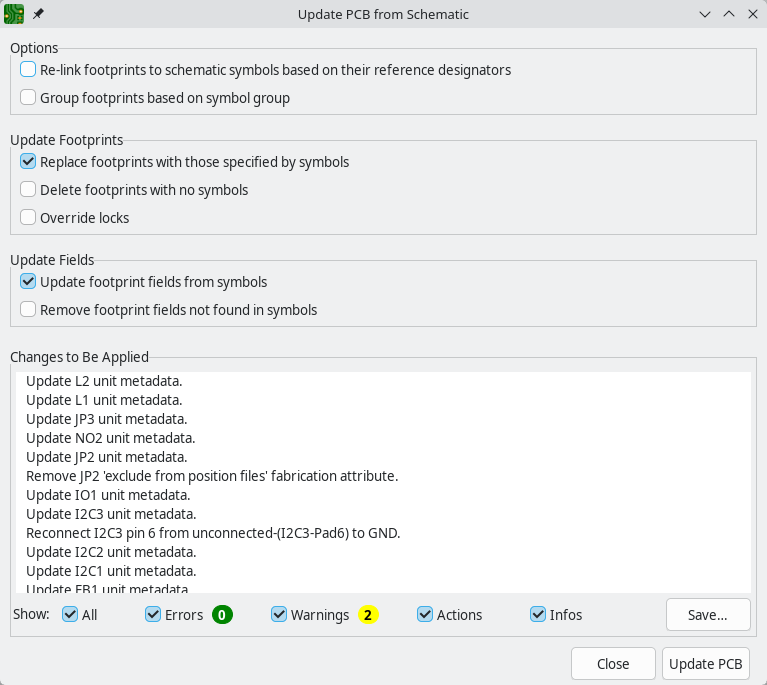 Update PCB from Schematic
Options
Re-link footprints to schematic symbols based on their reference designators
Group footprints based on symbol group
Update Footprints
Replace footprints with those specified by symbols
Delete footprints with no symbols
Override locks
Update Fields
Update footprint fields from symbols
Remove footprint fields not found in symbols
Changes to Be Applied
Update L2 unit metadata.
Update L1 unit metadata.
Update JP3 unit metadata.
Update NO2 unit metadata.
Update JP2 unit metadata.
Remove JP2 'exclude from position files' fabrication attribute.
Update IO1 unit metadata.
Update I2C3 unit metadata.
Reconnect I2C3 pin 6 from unconnected-(I2C3-Pad6) to GND.
Update I2C2 unit metadata.
Update I2C1 unit metadata.
Update FB1 unit metadata.
Show: All Errors 0 Warnings 2 Actions Infos Save...
Close Update PCB